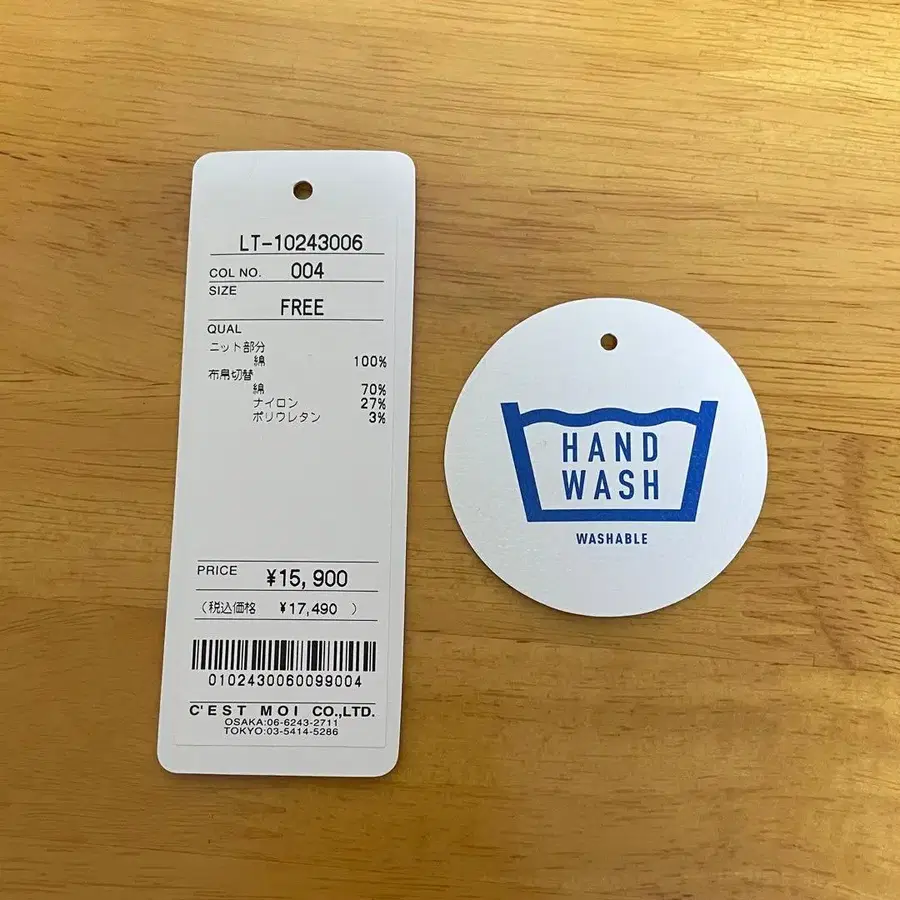 LT-10243006
COL NO. 004
SIZE
FREE
QUAL
ニット部分
綿 100%
布帛切替
綿 70%
ナイロン 27%
ポリウレタン 3%
PRICE ¥15,900
(税込価格 ¥17,490 )
0102430060099004
C'EST MOI CO.,LTD.
OSAKA:06-6243-2711
TOKYO:03-5414-5286
HAND
WASH
WASHABLE